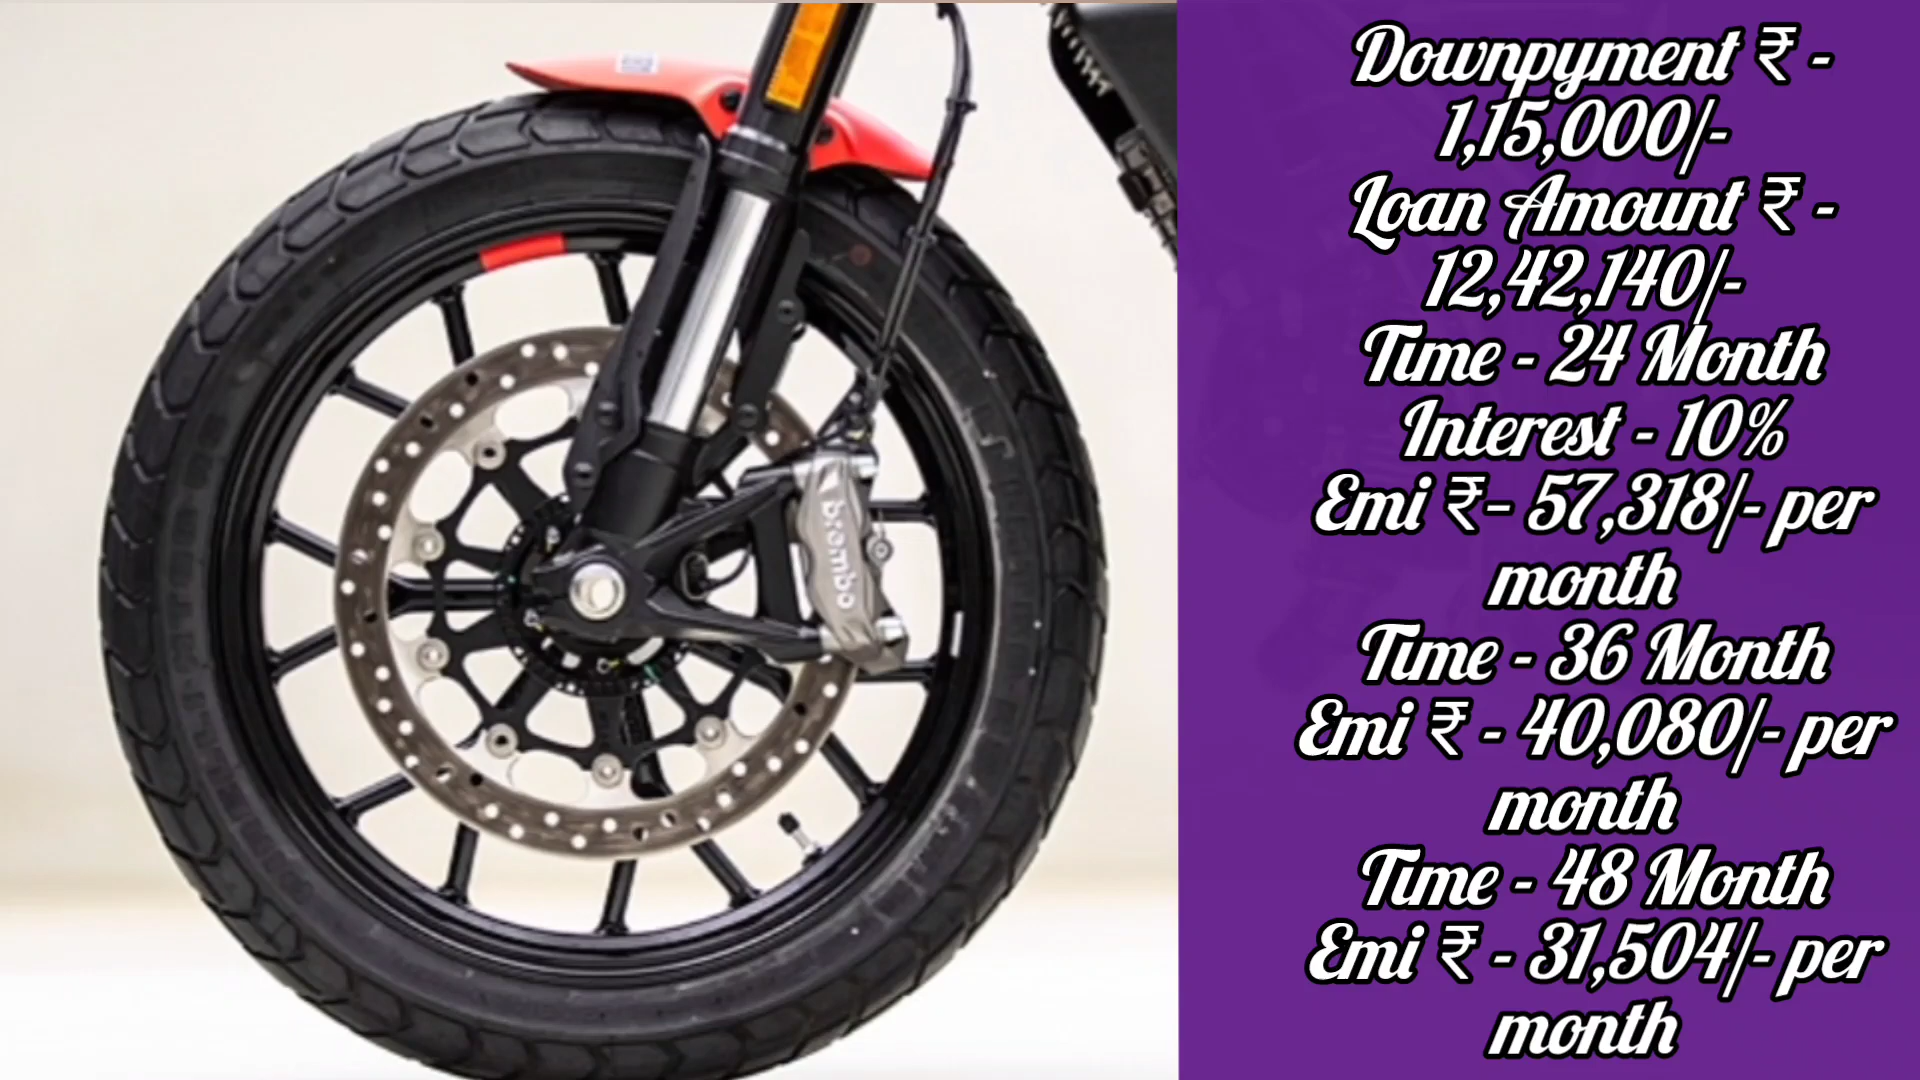 Downpyment ₹ -
1,15,000/-
Loan Amount ₹ -
12,42,140/-
Time - 24 Month
Interest - 10%
Emi ₹- 57,318/- per
month
Time - 36 Month
Emi ₹ - 40,080/- per
month
Time - 48 Month
Emi ₹ - 31,504/- per
month
brembo